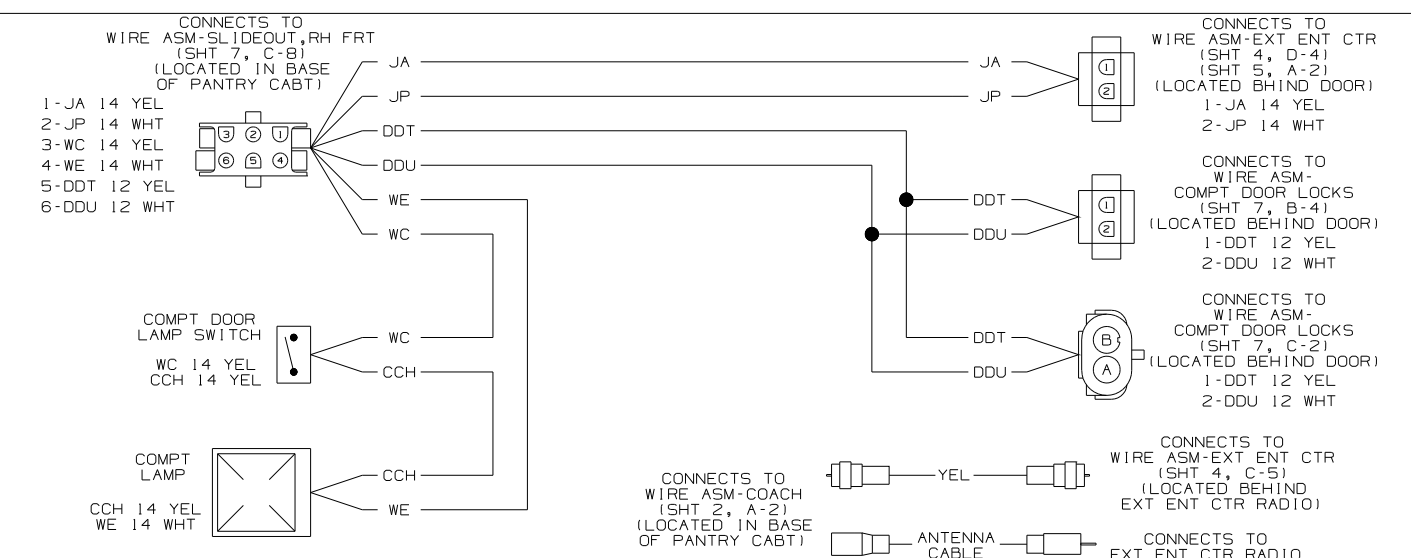 CONNECTS TO
WIRE ASM-SLIDEOUT,RH FRT
(SHT 7, C-8)
(LOCATED IN BASE
OF PANTRY CABT)
1-JA 14 YEL
2-JP 14 WHT
3-WC 14 YEL
4-WE 14 WHT
5-DDT 12 YEL
6-DDU 12 WHT
3 2 1
6 5 4
JA
JP
DDT
DDU
WE
WC
JA
JP
1
2
CONNECTS TO
WIRE ASM-EXT ENT CTR
(SHT 4, D-4)
(SHT 5, A-2)
(LOCATED BHIND DOOR)
1-JA 14 YEL
2-JP 14 WHT
DDT
DDU
1
2
CONNECTS TO
WIRE ASM-
COMPT DOOR LOCKS
(SHT 7, B-4)
(LOCATED BEHIND DOOR)
1-DDT 12 YEL
2-DDU 12 WHT
DDT
DDU
B
A
CONNECTS TO
WIRE ASM-
COMPT DOOR LOCKS
(SHT 7, C-2)
(LOCATED BEHIND DOOR)
1-DDT 12 YEL
2-DDU 12 WHT
COMPT DOOR
LAMP SWITCH
WC 14 YEL
CCH 14 YEL
WC
CCH
COMPT
LAMP
CCH 14 YEL
WE 14 WHT
CCH
WE
CONNECTS TO
WIRE ASM-COACH
(SHT 2, A-2)
(LOCATED IN BASE
OF PANTRY CABT)
YEL
CONNECTS TO
WIRE ASM-EXT ENT CTR
(SHT 4, C-5)
(LOCATED BEHIND
EXT ENT CTR RADIO)
ANTENNA
CABLE
CONNECTS TO
EXT ENT CTR RADIO